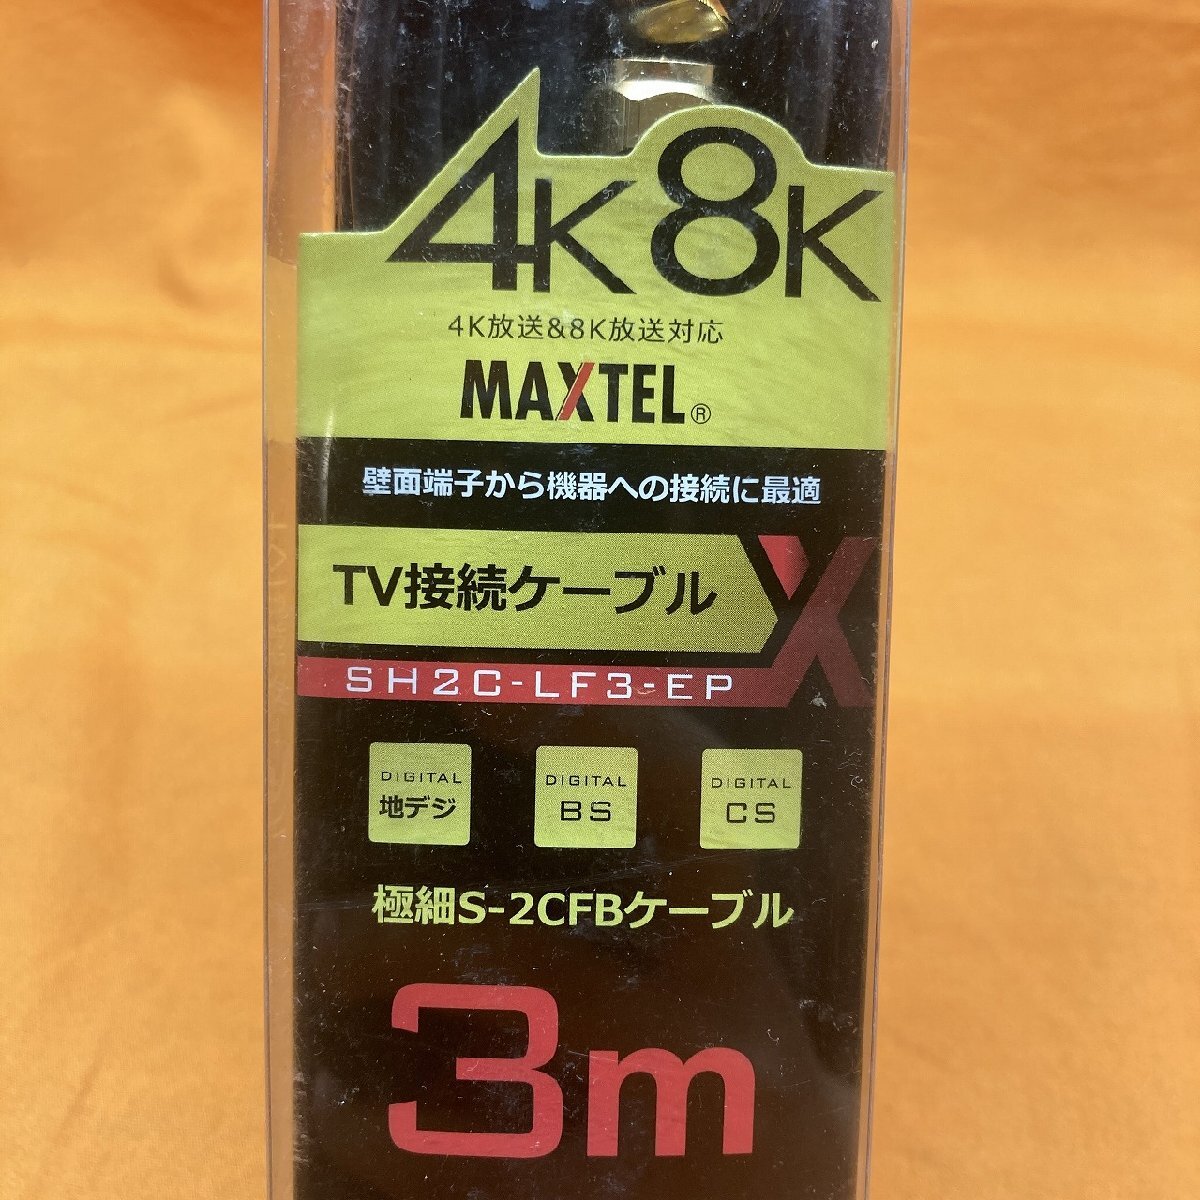 4K8K
4K放送&8K放送対応
MAXTEL®
壁面端子から機器への接続に最適
TV接続ケーブル
X
SH2C-LF3-EP
DIGITAL
地デジ
DIGITAL
BS
DIGITAL
CS
極細S-2CFBケーブル
3m